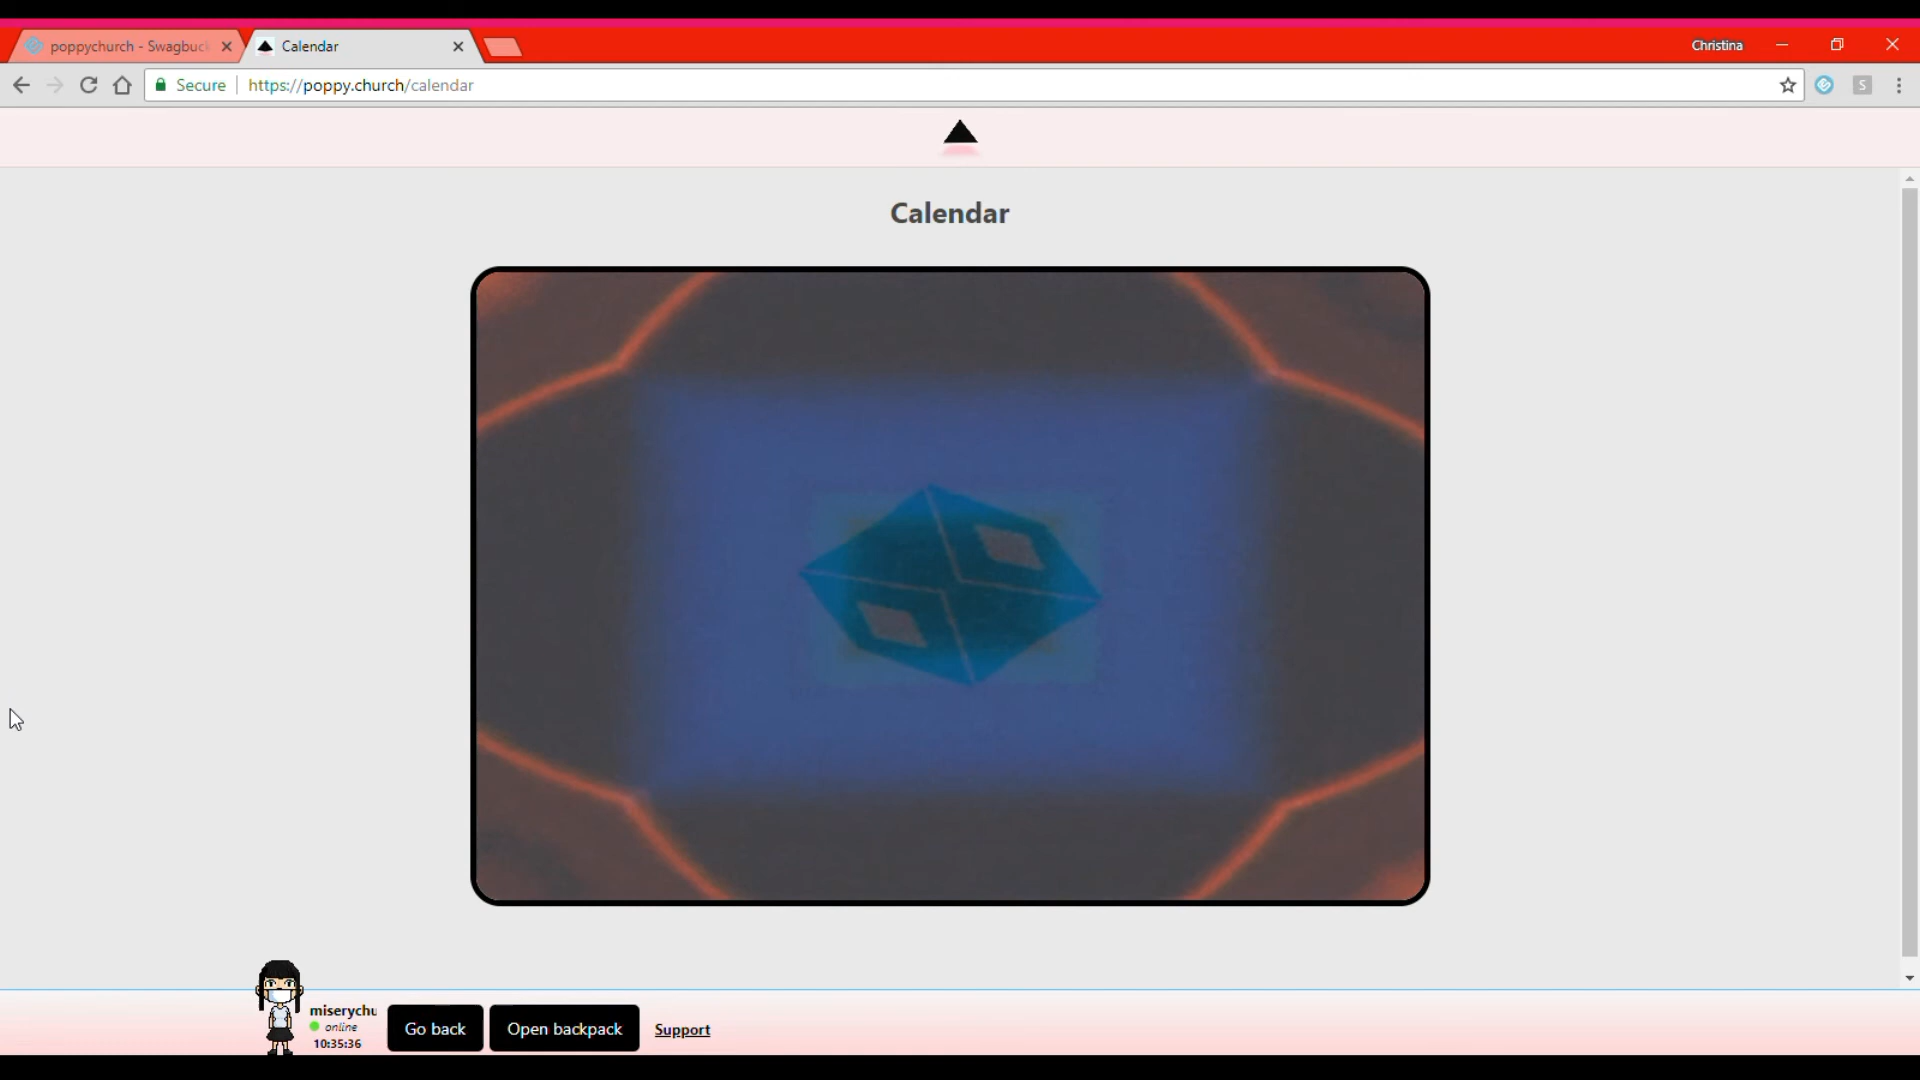 poppychurch - Swagbuck
Calendar
Christina
Secure
https://poppy.church/calendar
S
Calendar
miserychu
online
10:35:36
Go back
Open backpack
Support